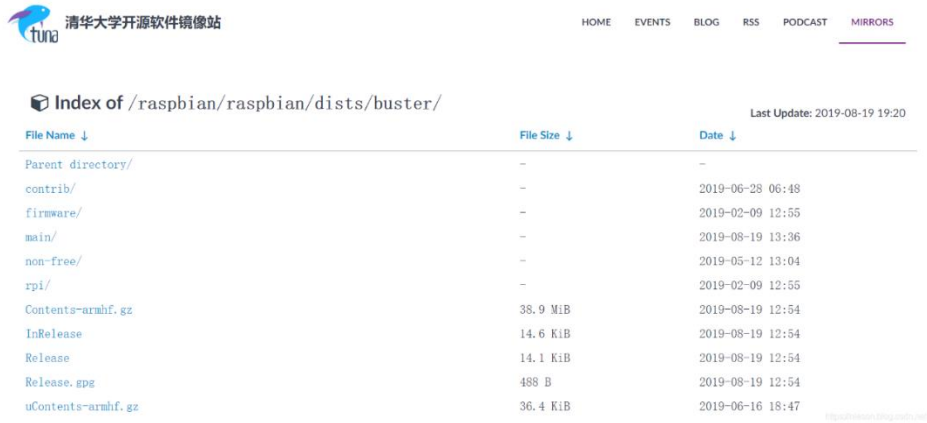 tuna 清华大学开源软件镜像站 HOME EVENTS BLOG RSS PODCAST MIRRORS
Index of /raspbian/raspbian/dists/buster/
Last Update: 2019-08-19 19:20
File Name ↓ File Size ↓ Date ↓
Parent directory/ - -
contrib/ - 2019-06-28 06:48
firmware/ - 2019-02-09 12:55
main/ - 2019-08-19 13:36
non-free/ - 2019-05-12 13:04
rpi/ - 2019-02-09 12:55
Contents-armhf.gz 38.9 MiB 2019-08-19 12:54
InRelease 14.6 KiB 2019-08-19 12:54
Release 14.1 KiB 2019-08-19 12:54
Release.gpg 488 B 2019-08-19 12:54
uContents-armhf.gz 36.4 KiB 2019-06-16 18:47